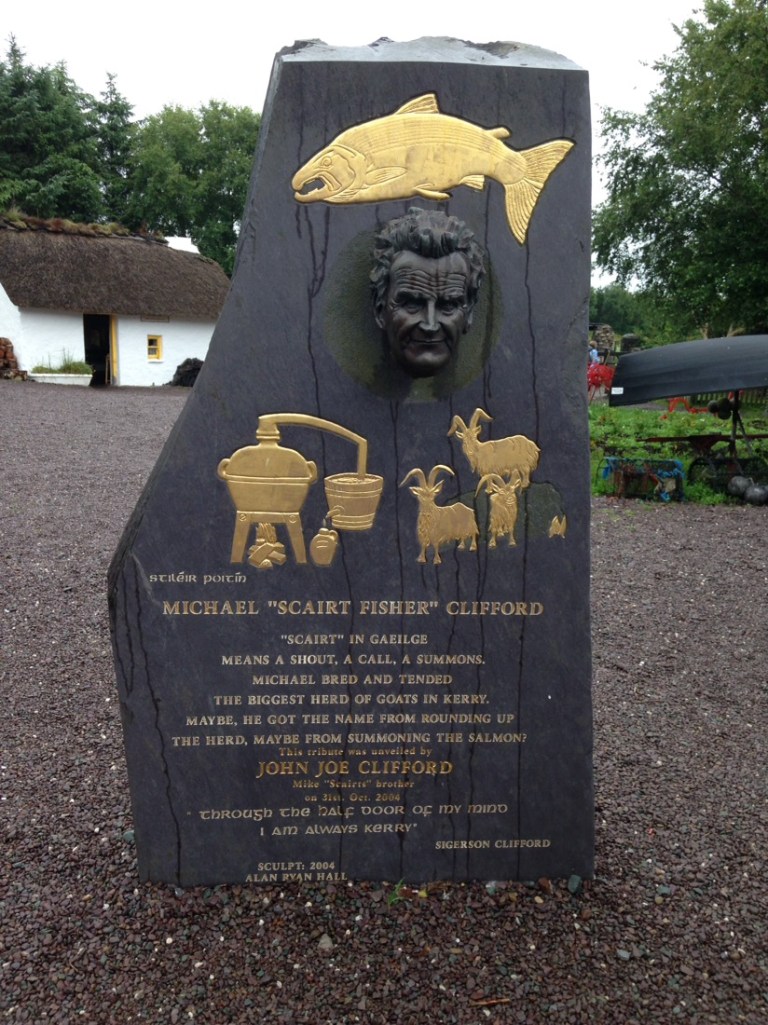 stiléir poitín
MICHAEL "SCAIRT FISHER" CLIFFORD
"SCAIRT" IN GAEILGE
MEANS A SHOUT, A CALL, A SUMMONS.
MICHAEL BRED AND TENDED
THE BIGGEST HERD OF GOATS IN KERRY.
MAYBE, HE GOT THE NAME FROM ROUNDING UP
THE HERD, MAYBE FROM SUMMONING THE SALMON?
This tribute was unveiled by
JOHN JOE CLIFFORD
Mike "Scairts" brother
on 31st. Oct. 2004
"through the half door of my mind
I am always kerry"
SIGERSON CLIFFORD
SCULPT: 2004
ALAN RYAN HALL